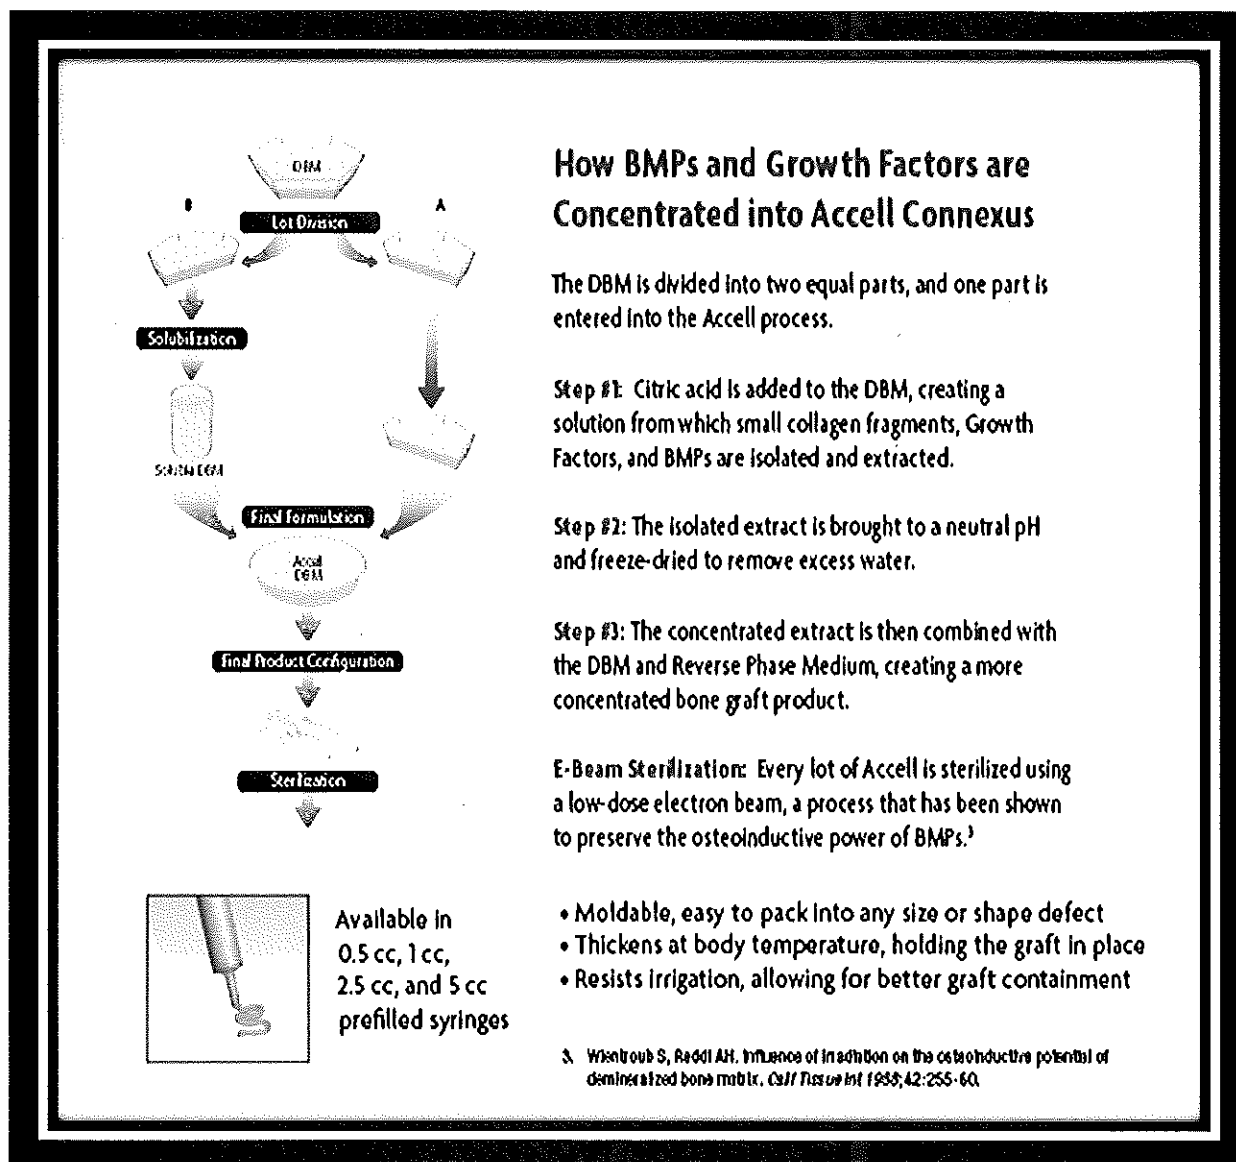 DBM
B
A
Lot Division
Solubilization
Soluble DBM
Final Formulation
Accell
DBM
Final Product Configuration
Sterilization
Available in
0.5 cc, 1 cc,
2.5 cc, and 5 cc
prefilled syringes
How BMPs and Growth Factors are
Concentrated into Accell Connexus
The DBM is divided into two equal parts, and one part is
entered into the Accell process.
Step #1: Citric acid is added to the DBM, creating a
solution from which small collagen fragments, Growth
Factors, and BMPs are isolated and extracted.
Step #2: The isolated extract is brought to a neutral pH
and freeze-dried to remove excess water.
Step #3: The concentrated extract is then combined with
the DBM and Reverse Phase Medium, creating a more
concentrated bone graft product.
E-Beam Sterilization: Every lot of Accell is sterilized using
a low-dose electron beam, a process that has been shown
to preserve the osteoinductive power of BMPs.³
• Moldable, easy to pack into any size or shape defect
• Thickens at body temperature, holding the graft in place
• Resists irrigation, allowing for better graft containment
3. Wientroub S, Reddi AH. Influence of irradiation on the osteoinductive potential of
demineralized bone matrix. Calif Tissue Int 1988;42:255-60.